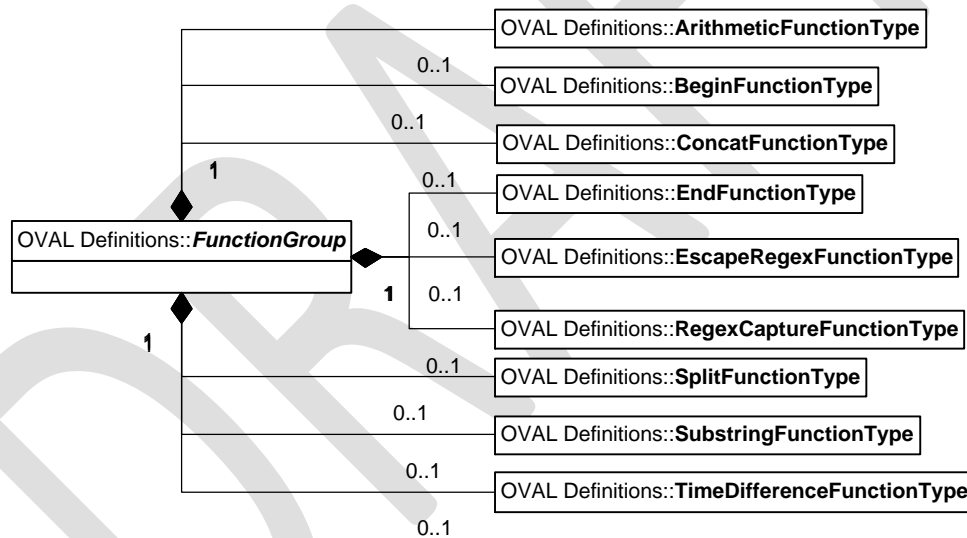 OVAL Definitions::ArithmeticFunctionType
0..1
OVAL Definitions::BeginFunctionType
0..1
OVAL Definitions::ConcatFunctionType
1
0..1
OVAL Definitions::EndFunctionType
OVAL Definitions::FunctionGroup
0..1
OVAL Definitions::EscapeRegexFunctionType
1
0..1
OVAL Definitions::RegexCaptureFunctionType
1
0..1
OVAL Definitions::SplitFunctionType
0..1
OVAL Definitions::SubstringFunctionType
0..1
OVAL Definitions::TimeDifferenceFunctionType
0..1
DRA